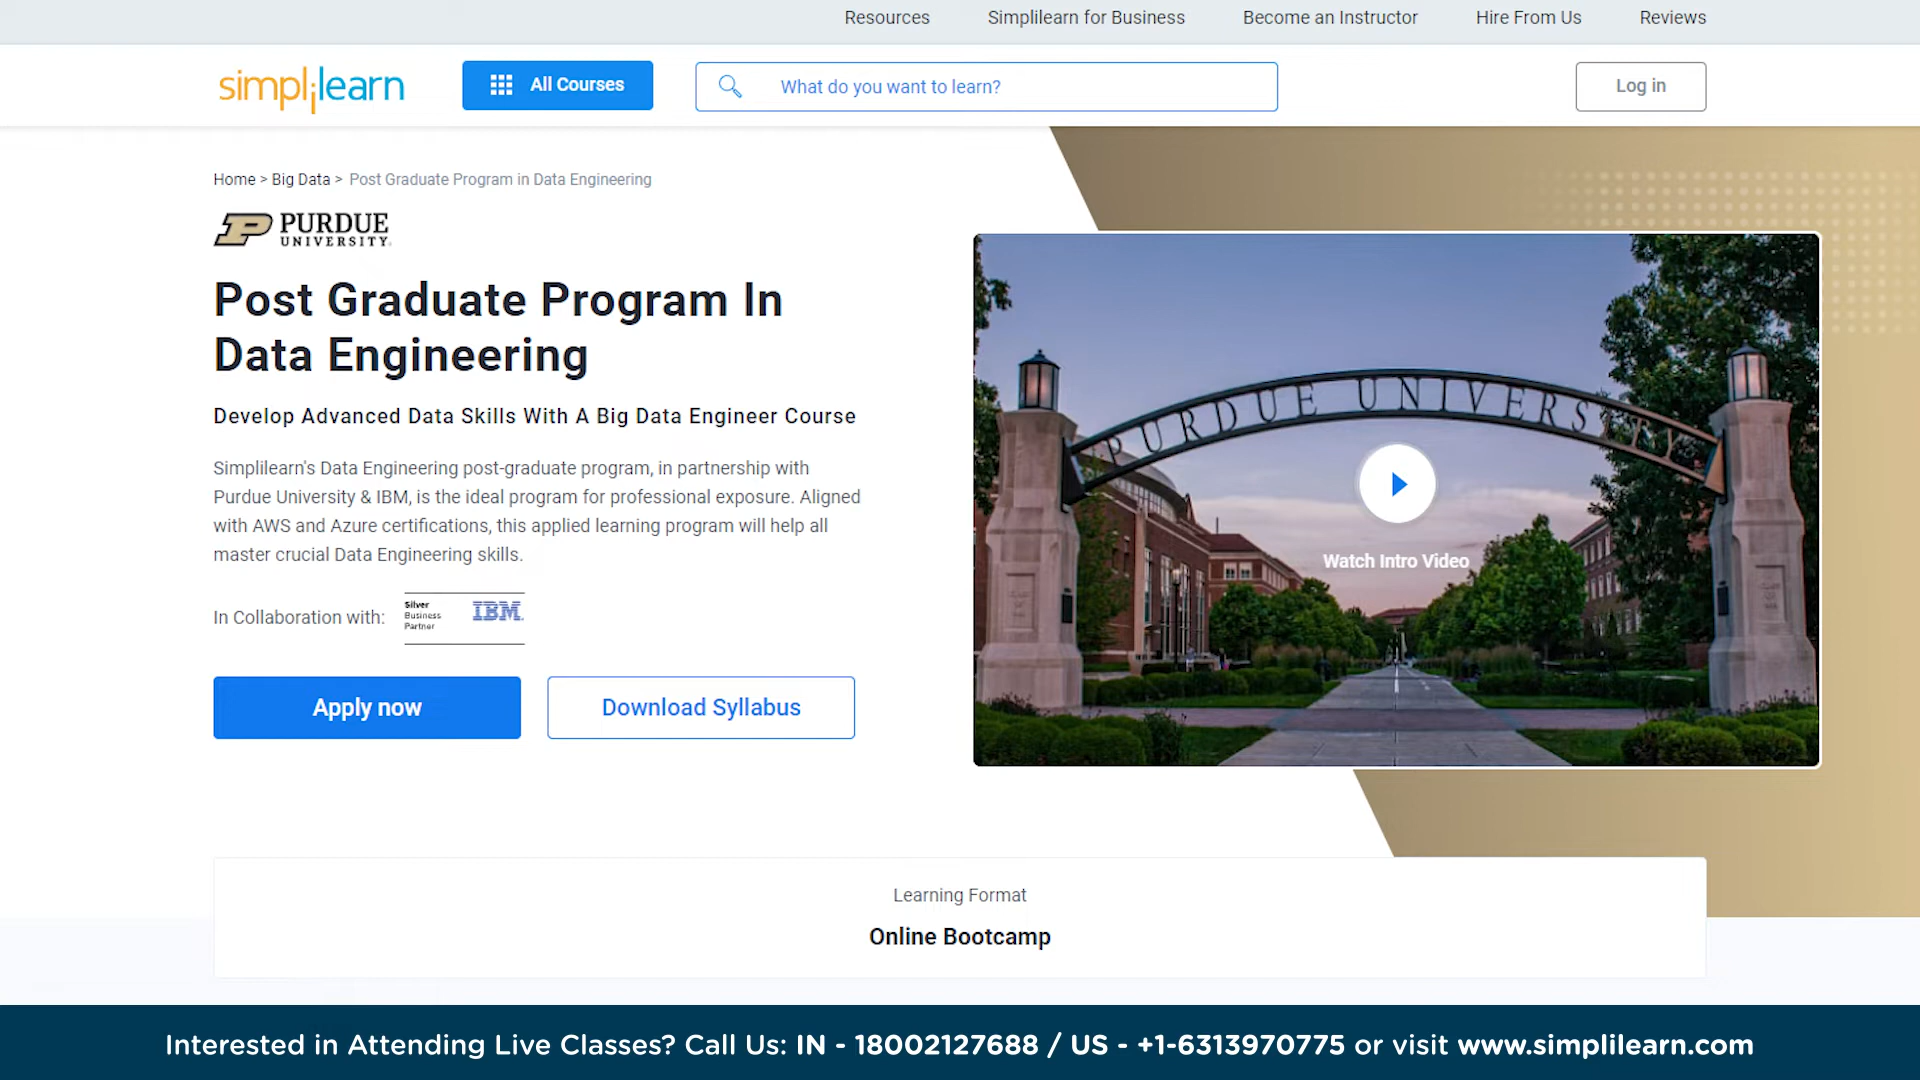 Resources Simplilearn for Business Become an Instructor Hire From Us Reviews
simplilearn All Courses What do you want to learn? Log in
Home > Big Data > Post Graduate Program in Data Engineering
PURDUE
UNIVERSITY
Post Graduate Program In
Data Engineering
Develop Advanced Data Skills With A Big Data Engineer Course
Simplilearn's Data Engineering post-graduate program, in partnership with
Purdue University & IBM, is the ideal program for professional exposure. Aligned
with AWS and Azure certifications, this applied learning program will help all
master crucial Data Engineering skills.
In Collaboration with:
Silver
Business
Partner
IBM
Apply now Download Syllabus
PURDUE UNIVERSITY
Watch Intro Video
Learning Format
Online Bootcamp
Interested in Attending Live Classes? Call Us: IN - 18002127688 / US - +1-6313970775 or visit www.simplilearn.com